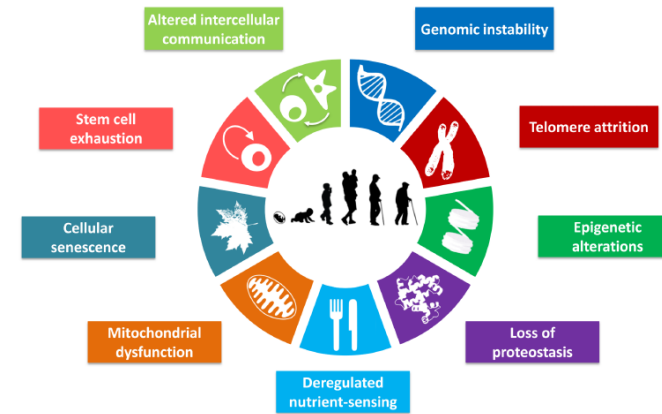 Altered intercellular
communication
Genomic instability
Stem cell
exhaustion
Telomere attrition
Cellular
senescence
Epigenetic
alterations
Mitochondrial
dysfunction
Loss of
proteostasis
Deregulated
nutrient-sensing